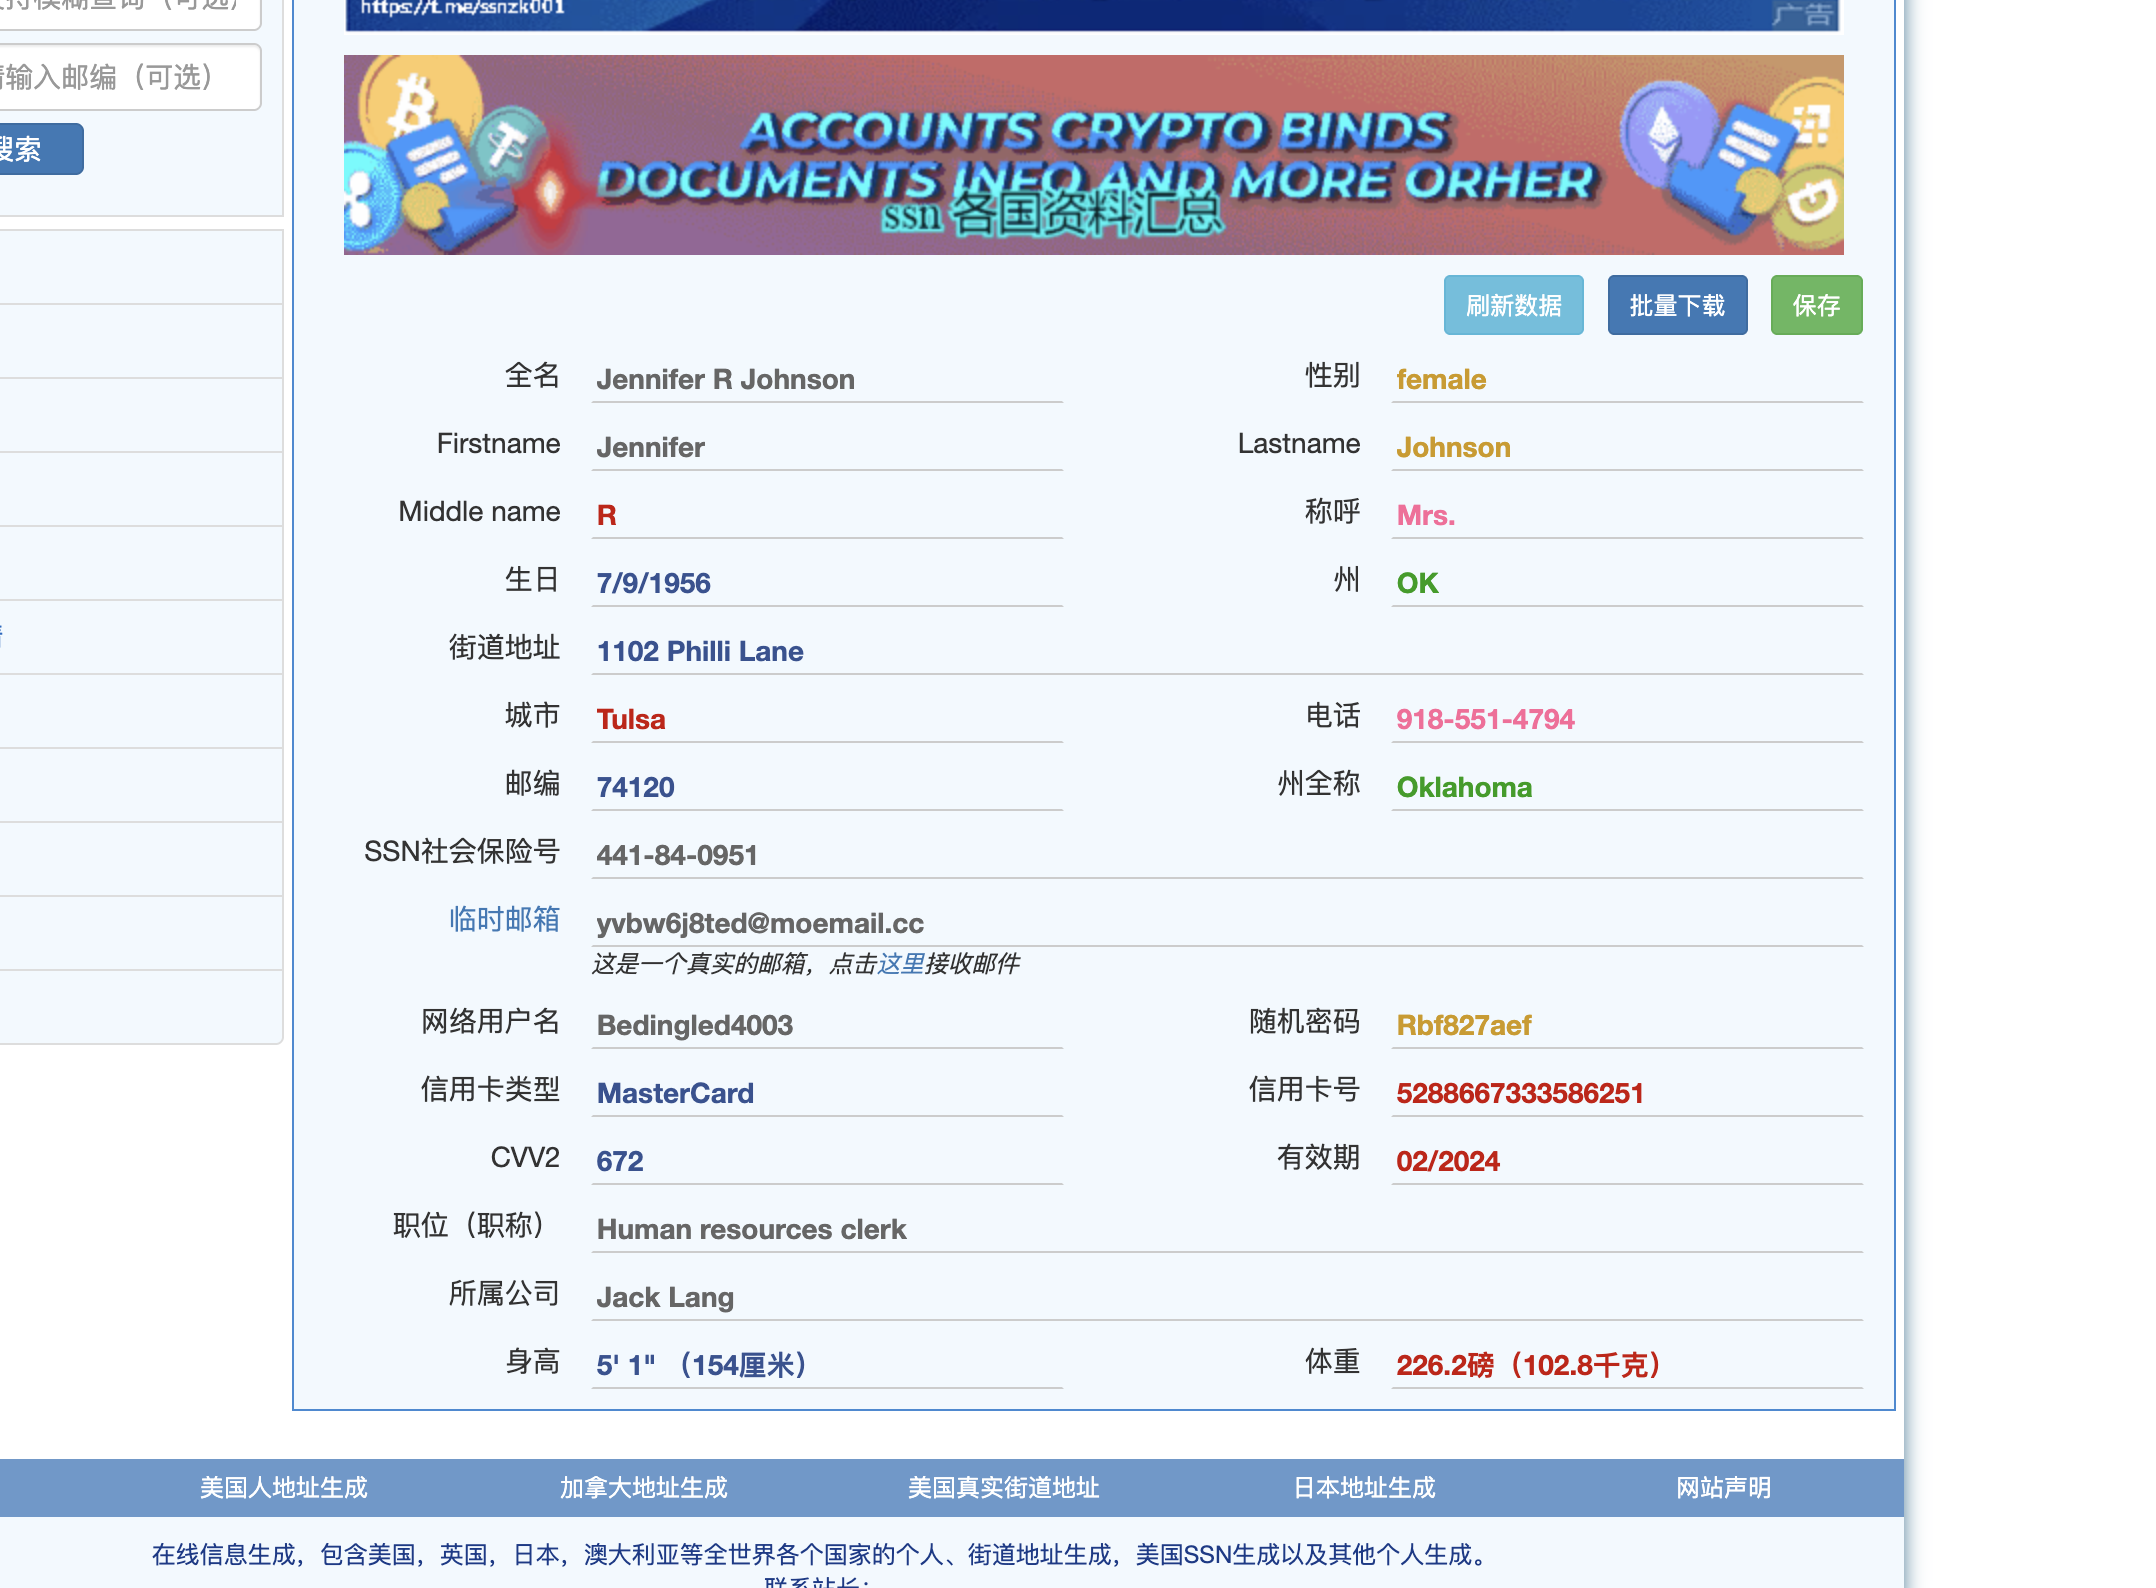 https://t.me/ssnzk001
广告
请输入邮编（可选）
搜索
ACCOUNTS CRYPTO BINDS
DOCUMENTS INFO AND MORE ORHER
ssn 各国资料汇总
刷新数据 批量下载 保存
全名 Jennifer R Johnson 性别 female
Firstname Jennifer Lastname Johnson
Middle name R 称呼 Mrs.
生日 7/9/1956 州 OK
街道地址 1102 Philli Lane
城市 Tulsa 电话 918-551-4794
邮编 74120 州全称 Oklahoma
SSN社会保险号 441-84-0951
临时邮箱 yvbw6j8ted@moemail.cc
这是一个真实的邮箱，点击这里接收邮件
网络用户名 Bedingled4003 随机密码 Rbf827aef
信用卡类型 MasterCard 信用卡号 5288667333586251
CVV2 672 有效期 02/2024
职位（职称） Human resources clerk
所属公司 Jack Lang
身高 5' 1" （154厘米） 体重 226.2磅（102.8千克）
美国人地址生成 加拿大地址生成 美国真实街道地址 日本地址生成 网站声明
在线信息生成，包含美国，英国，日本，澳大利亚等全世界各个国家的个人、街道地址生成，美国SSN生成以及其他个人生成。
联系站长：